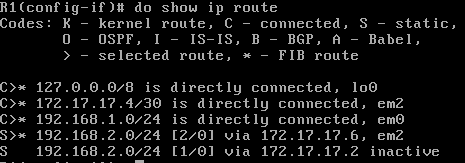 R1(config-if)# do show ip route
Codes: K - kernel route, C - connected, S - static,
O - OSPF, I - IS-IS, B - BGP, A - Babel,
> - selected route, * - FIB route
C>* 127.0.0.0/8 is directly connected, lo0
C>* 172.17.17.4/30 is directly connected, em2
C>* 192.168.1.0/24 is directly connected, em0
S>* 192.168.2.0/24 [2/0] via 172.17.17.6, em2
S 192.168.2.0/24 [1/0] via 172.17.17.2 inactive